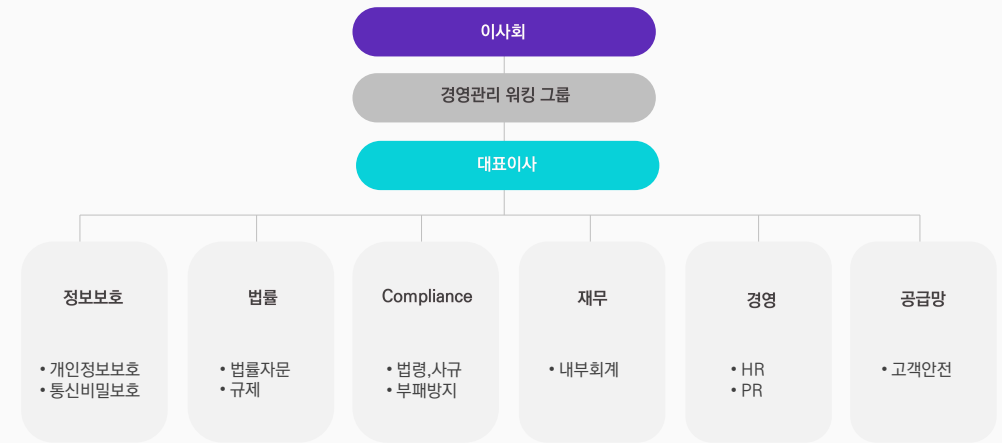 이사회
경영관리 워킹 그룹
대표이사
정보보호
• 개인정보보호
• 통신비밀보호
법률
• 법률자문
• 규제
Compliance
• 법령,사규
• 부패방지
재무
• 내부회계
경영
• HR
• PR
공급망
• 고객안전